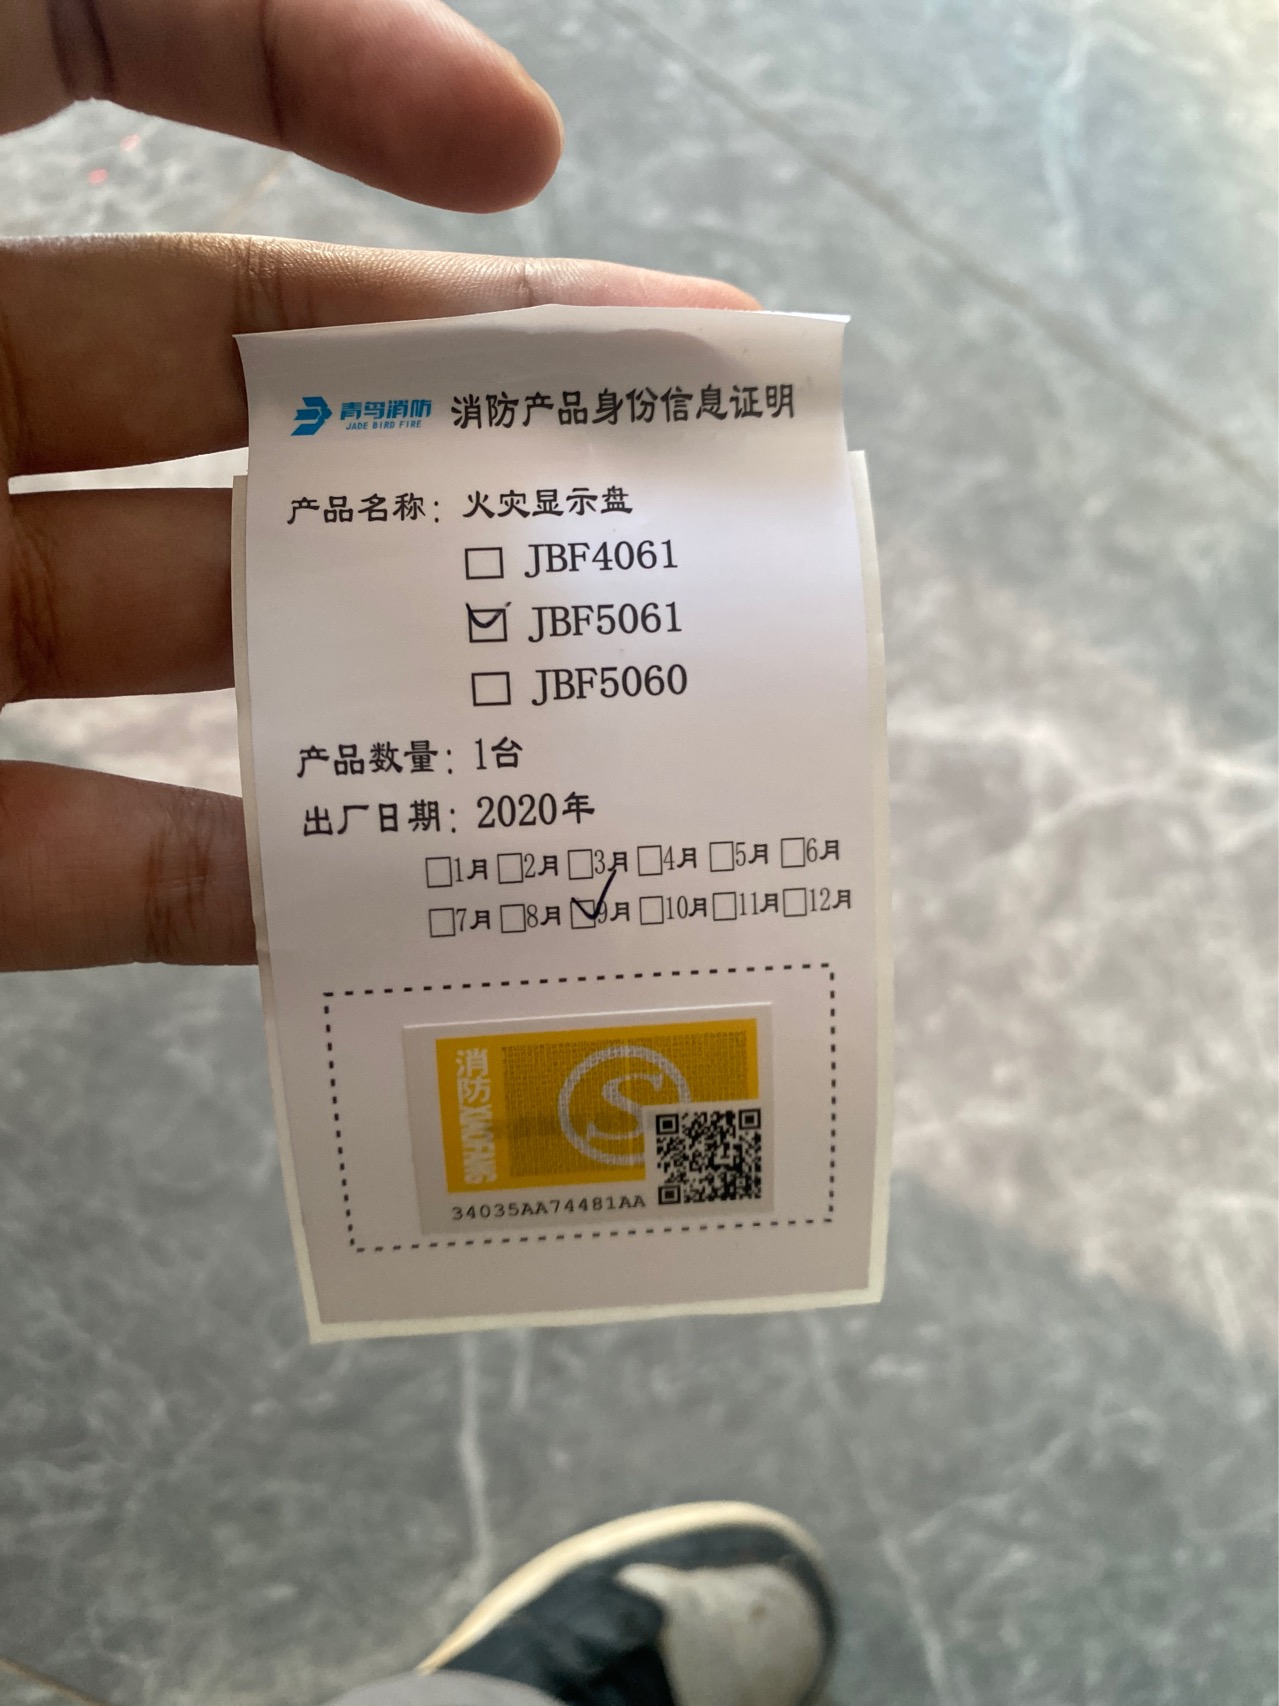 青鸟消防 消防产品身份信息证明
JADE BIRD FIRE
产品名称：火灾显示盘
□ JBF4061
☑ JBF5061
□ JBF5060
产品数量：1台
出厂日期：2020年
□1月 □2月 □3月 □4月 □5月 □6月
□7月 □8月 ☑9月 □10月 □11月 □12月
消防 XIAOFANG
S
34035AA74481AA